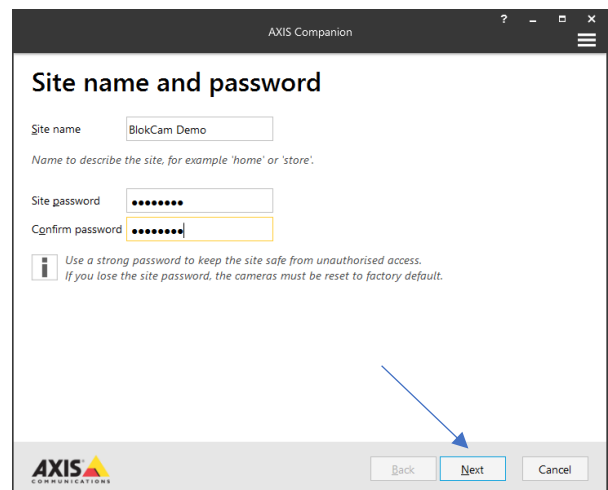 AXIS Companion
?
Site name and password
Site name BlokCam Demo
Name to describe the site, for example 'home' or 'store'.
Site password ●●●●●●●●
Confirm password ●●●●●●●●
i Use a strong password to keep the site safe from unauthorised access.
If you lose the site password, the cameras must be reset to factory default.
AXIS
COMMUNICATIONS
Back Next Cancel